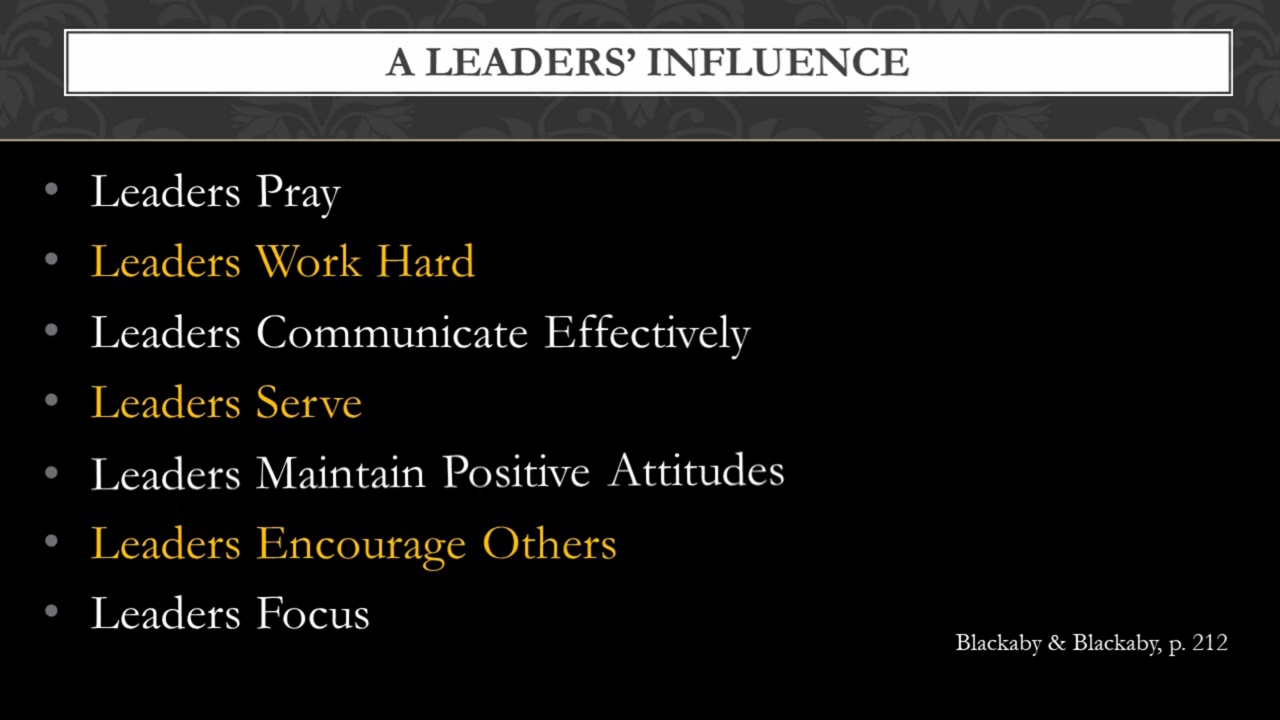 A LEADERS’ INFLUENCE
• Leaders Pray
• Leaders Work Hard
• Leaders Communicate Effectively
• Leaders Serve
• Leaders Maintain Positive Attitudes
• Leaders Encourage Others
• Leaders Focus
Blackaby & Blackaby, p. 212